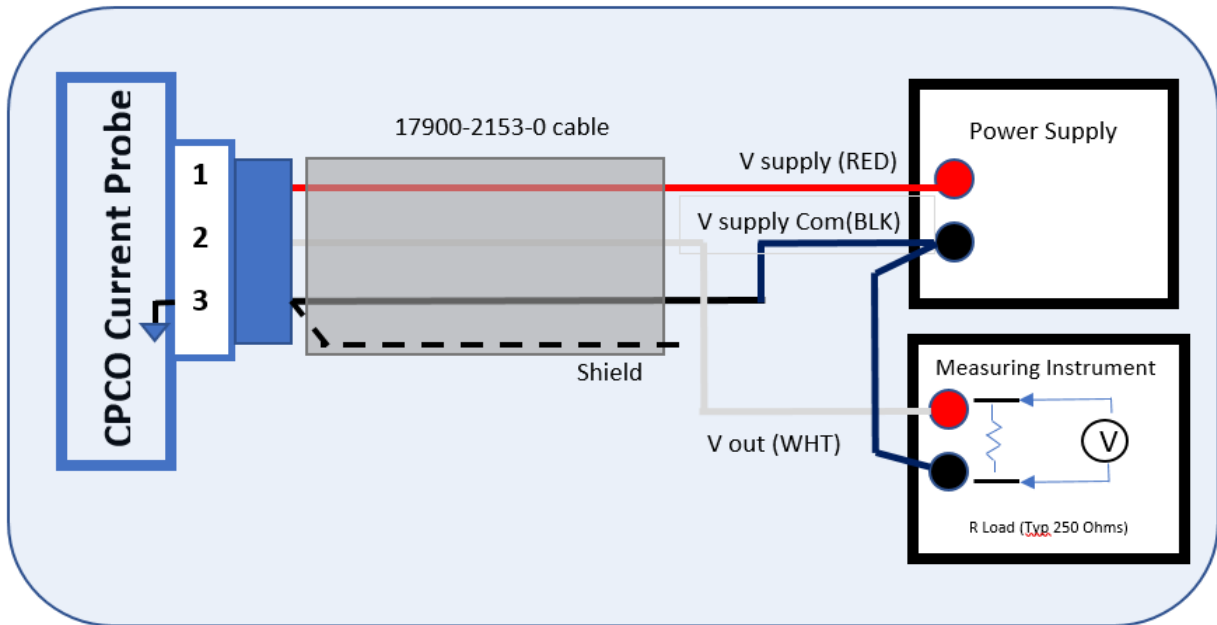 CPCO Current Probe
1
2
3
17900-2153-0 cable
Shield
V supply (RED)
V supply Com(BLK)
V out (WHT)
Power Supply
Measuring Instrument
V
R Load (Typ 250 Ohms)